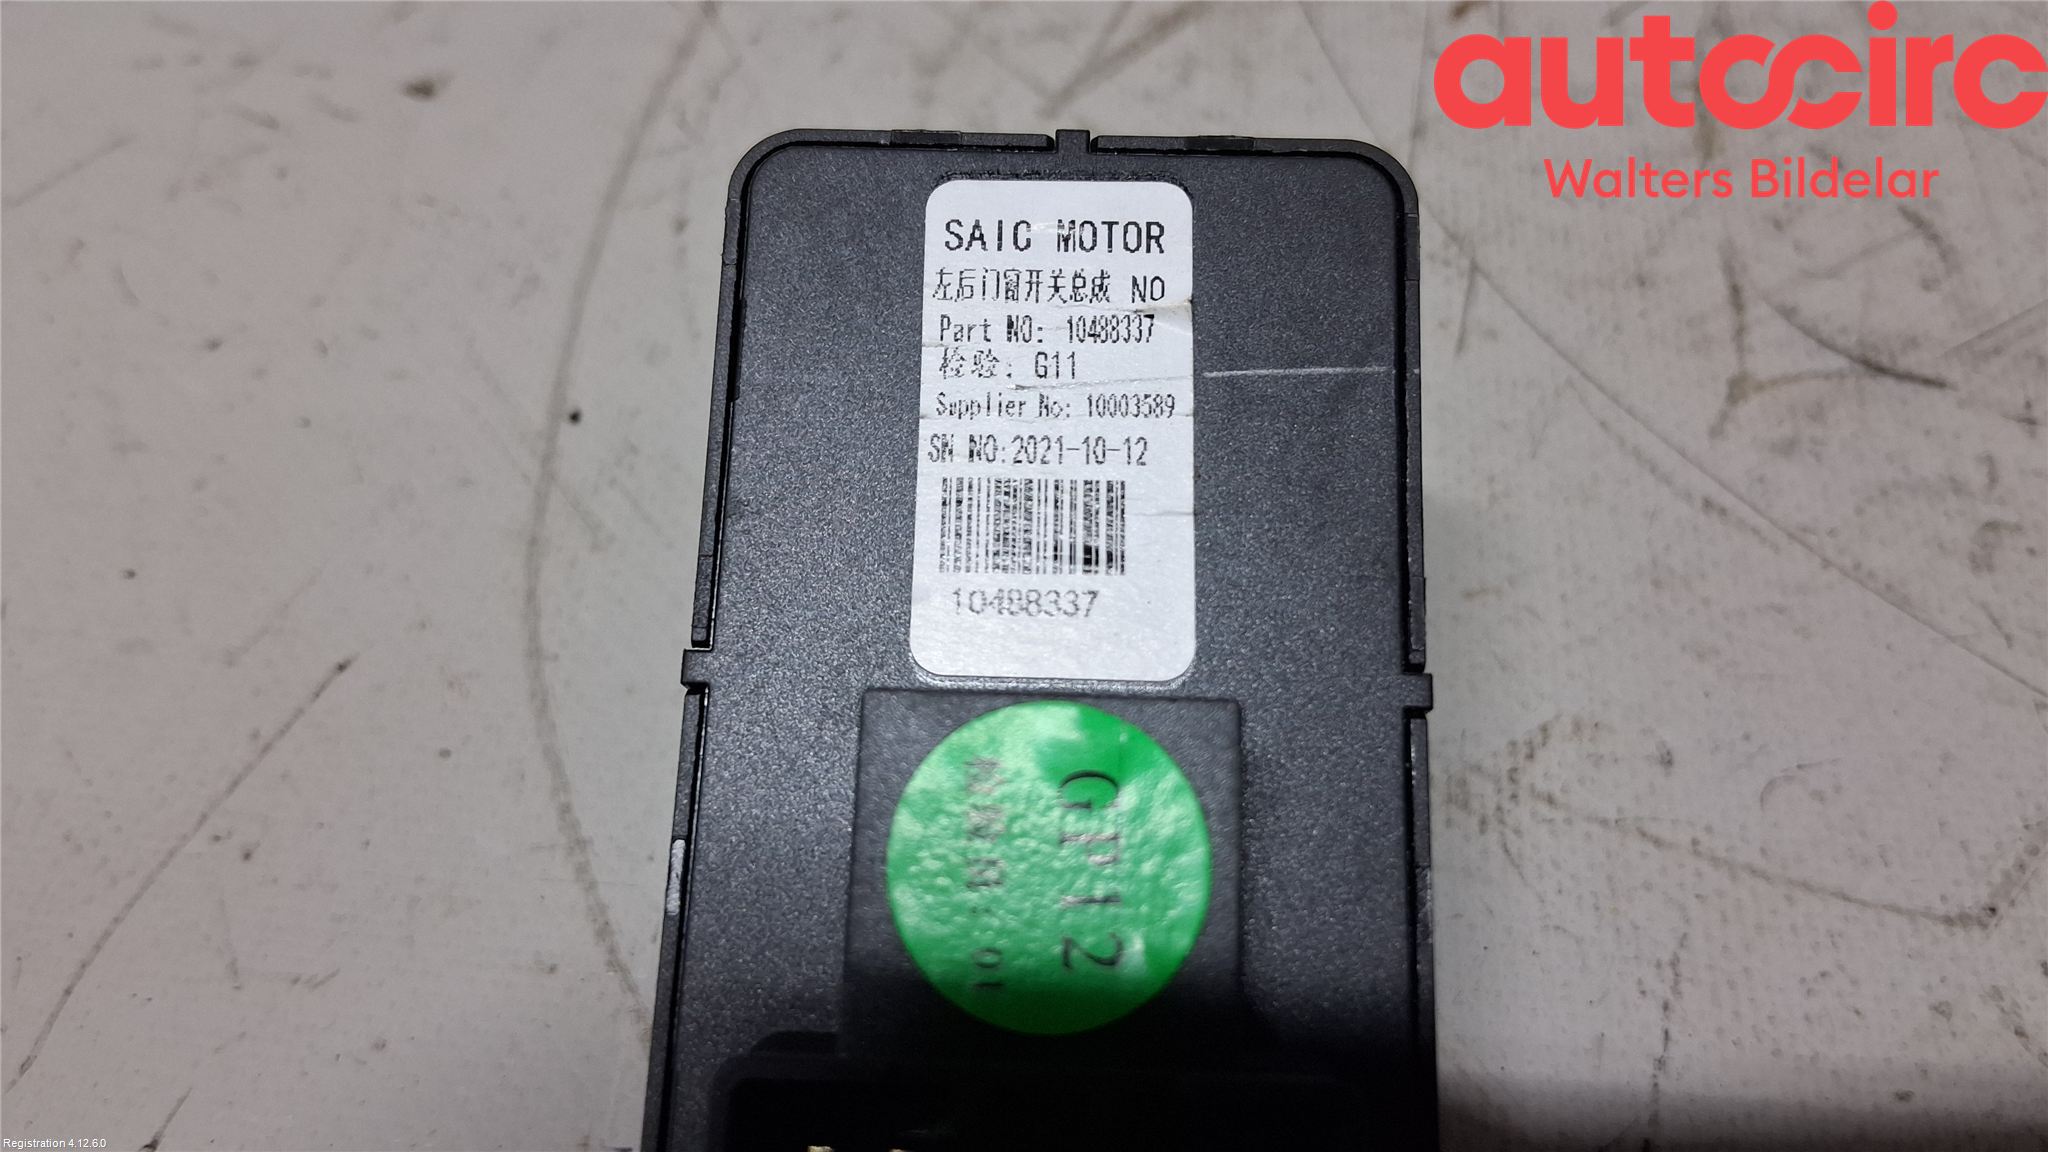 autocirc
Walters Bildelar
SAIC MOTOR
左后门窗开关总成 NO
Part NO: 10488337
检验: G11
Supplier No: 10003589
SN NO:2021-10-12
10488337
GP12
Registration 4.12.6.0